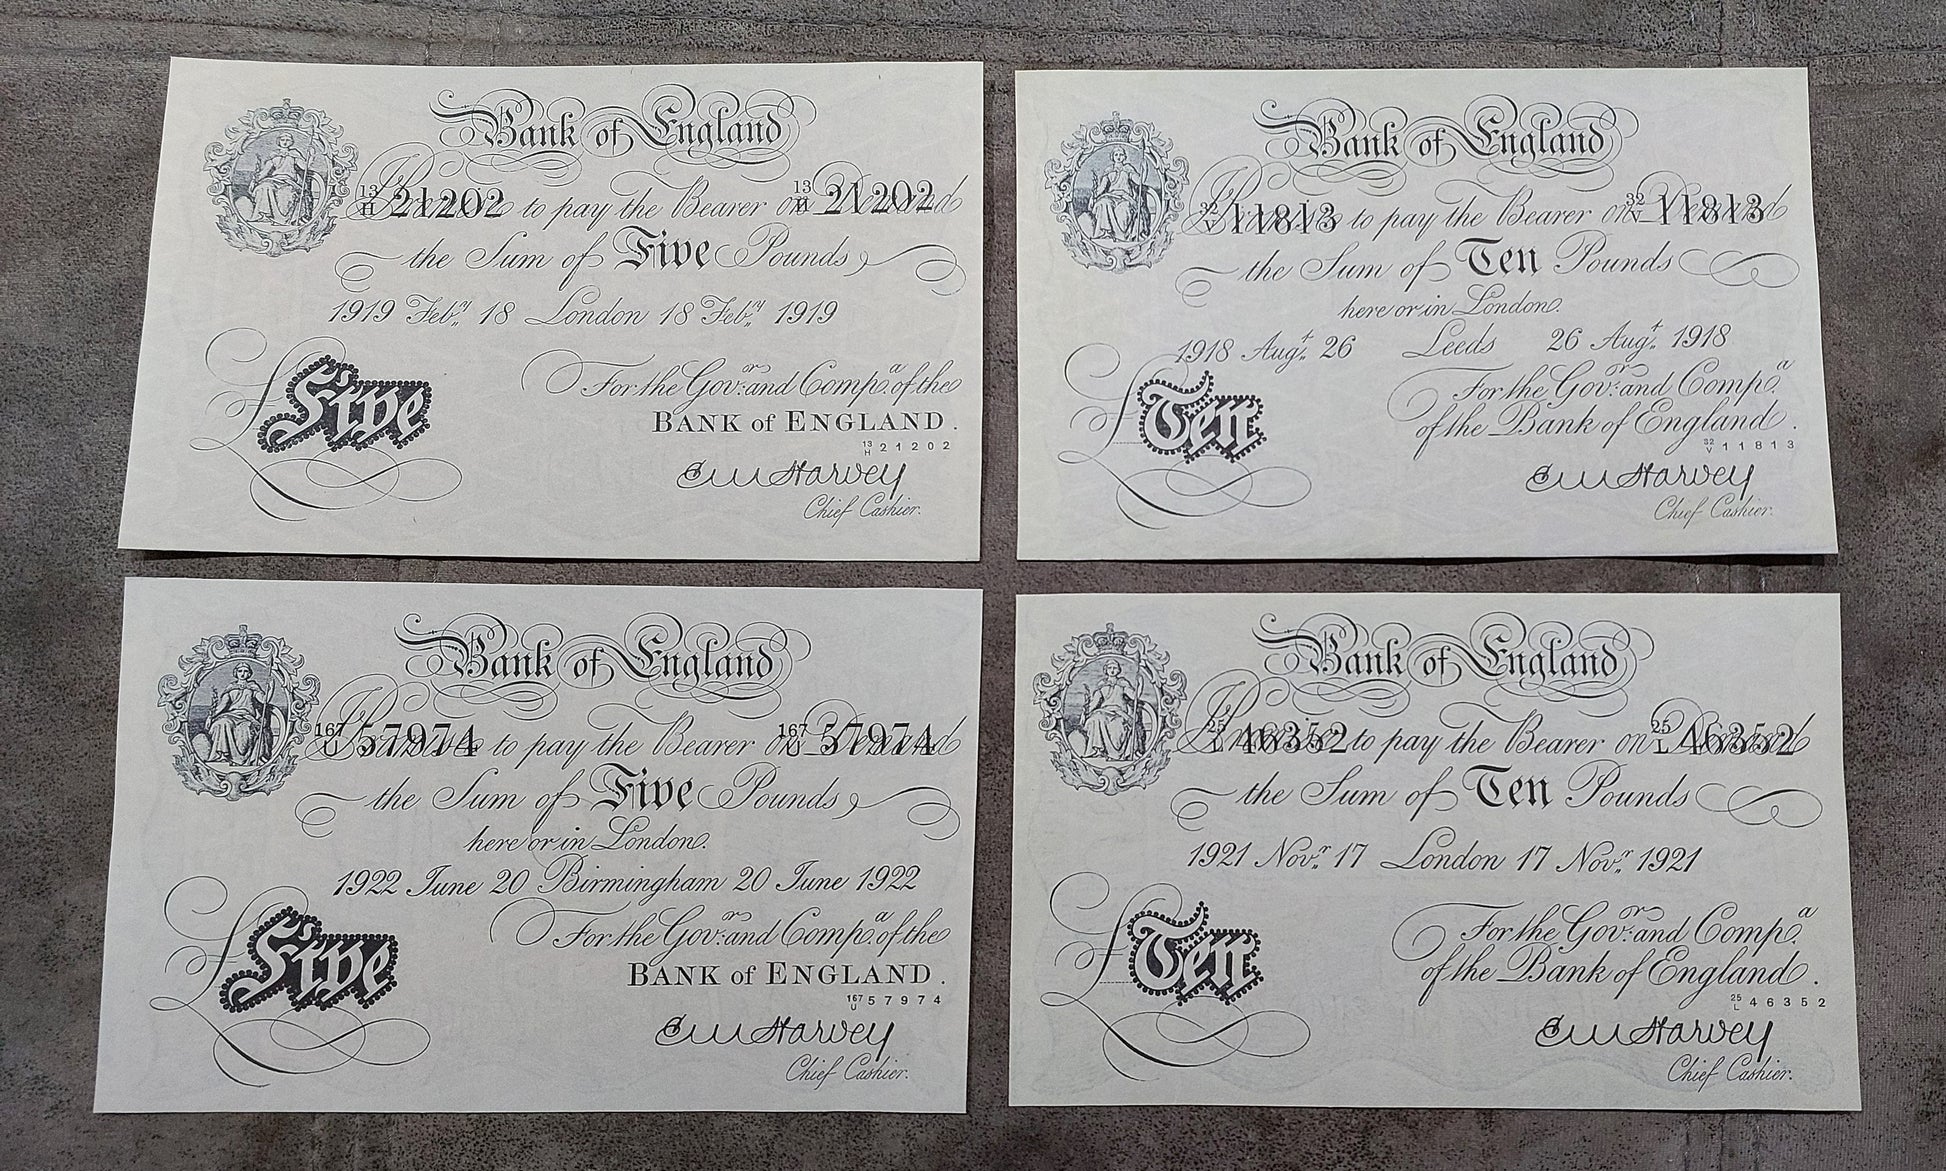 Bank of England
13/H 21202 13/H 21202
I Promise to pay the Bearer on Demand
the Sum of Five Pounds
1919 Feby. 18 London 18 Feby. 1919
For the Govr. and Compa. of the
BANK of ENGLAND.
13/H 21202
£ Five
E M Harvey
Chief Cashier.
Bank of England
32/V 11813 32/V 11813
I Promise to pay the Bearer on Demand
the Sum of Ten Pounds
here or in London.
1918 Augt. 26 Leeds 26 Augt. 1918
For the Govr. and Compa.
of the Bank of England.
32/V 11813
£ Ten
E M Harvey
Chief Cashier.
Bank of England
167/U 57974 167/U 57974
I Promise to pay the Bearer on Demand
the Sum of Five Pounds
here or in London.
1922 June 20 Birmingham 20 June 1922
For the Govr. and Compa. of the
BANK of ENGLAND.
167/U 57974
£ Five
E M Harvey
Chief Cashier.
Bank of England
25/L 46352 25/L 46352
I Promise to pay the Bearer on Demand
the Sum of Ten Pounds
1921 Novr. 17 London 17 Novr. 1921
For the Govr. and Compa.
of the Bank of England.
25/L 46352
£ Ten
E M Harvey
Chief Cashier.